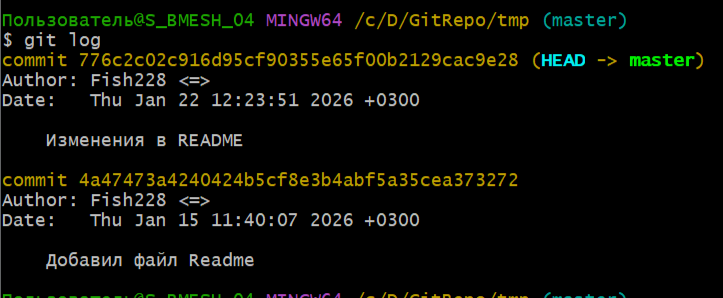 Пользователь@S_BMESH_04 MINGW64 /c/D/GitRepo/tmp (master)
$ git log
commit 776c2c02c916d95cf90355e65f00b2129cac9e28 (HEAD -> master)
Author: Fish228 <=>
Date:   Thu Jan 22 12:23:51 2026 +0300
Изменения в README
commit 4a47473a4240424b5cf8e3b4abf5a35cea373272
Author: Fish228 <=>
Date:   Thu Jan 15 11:40:07 2026 +0300
Добавил файл Readme
Пользователь@S_BMESH_04 MINGW64 /c/D/GitRepo/tmp (master)